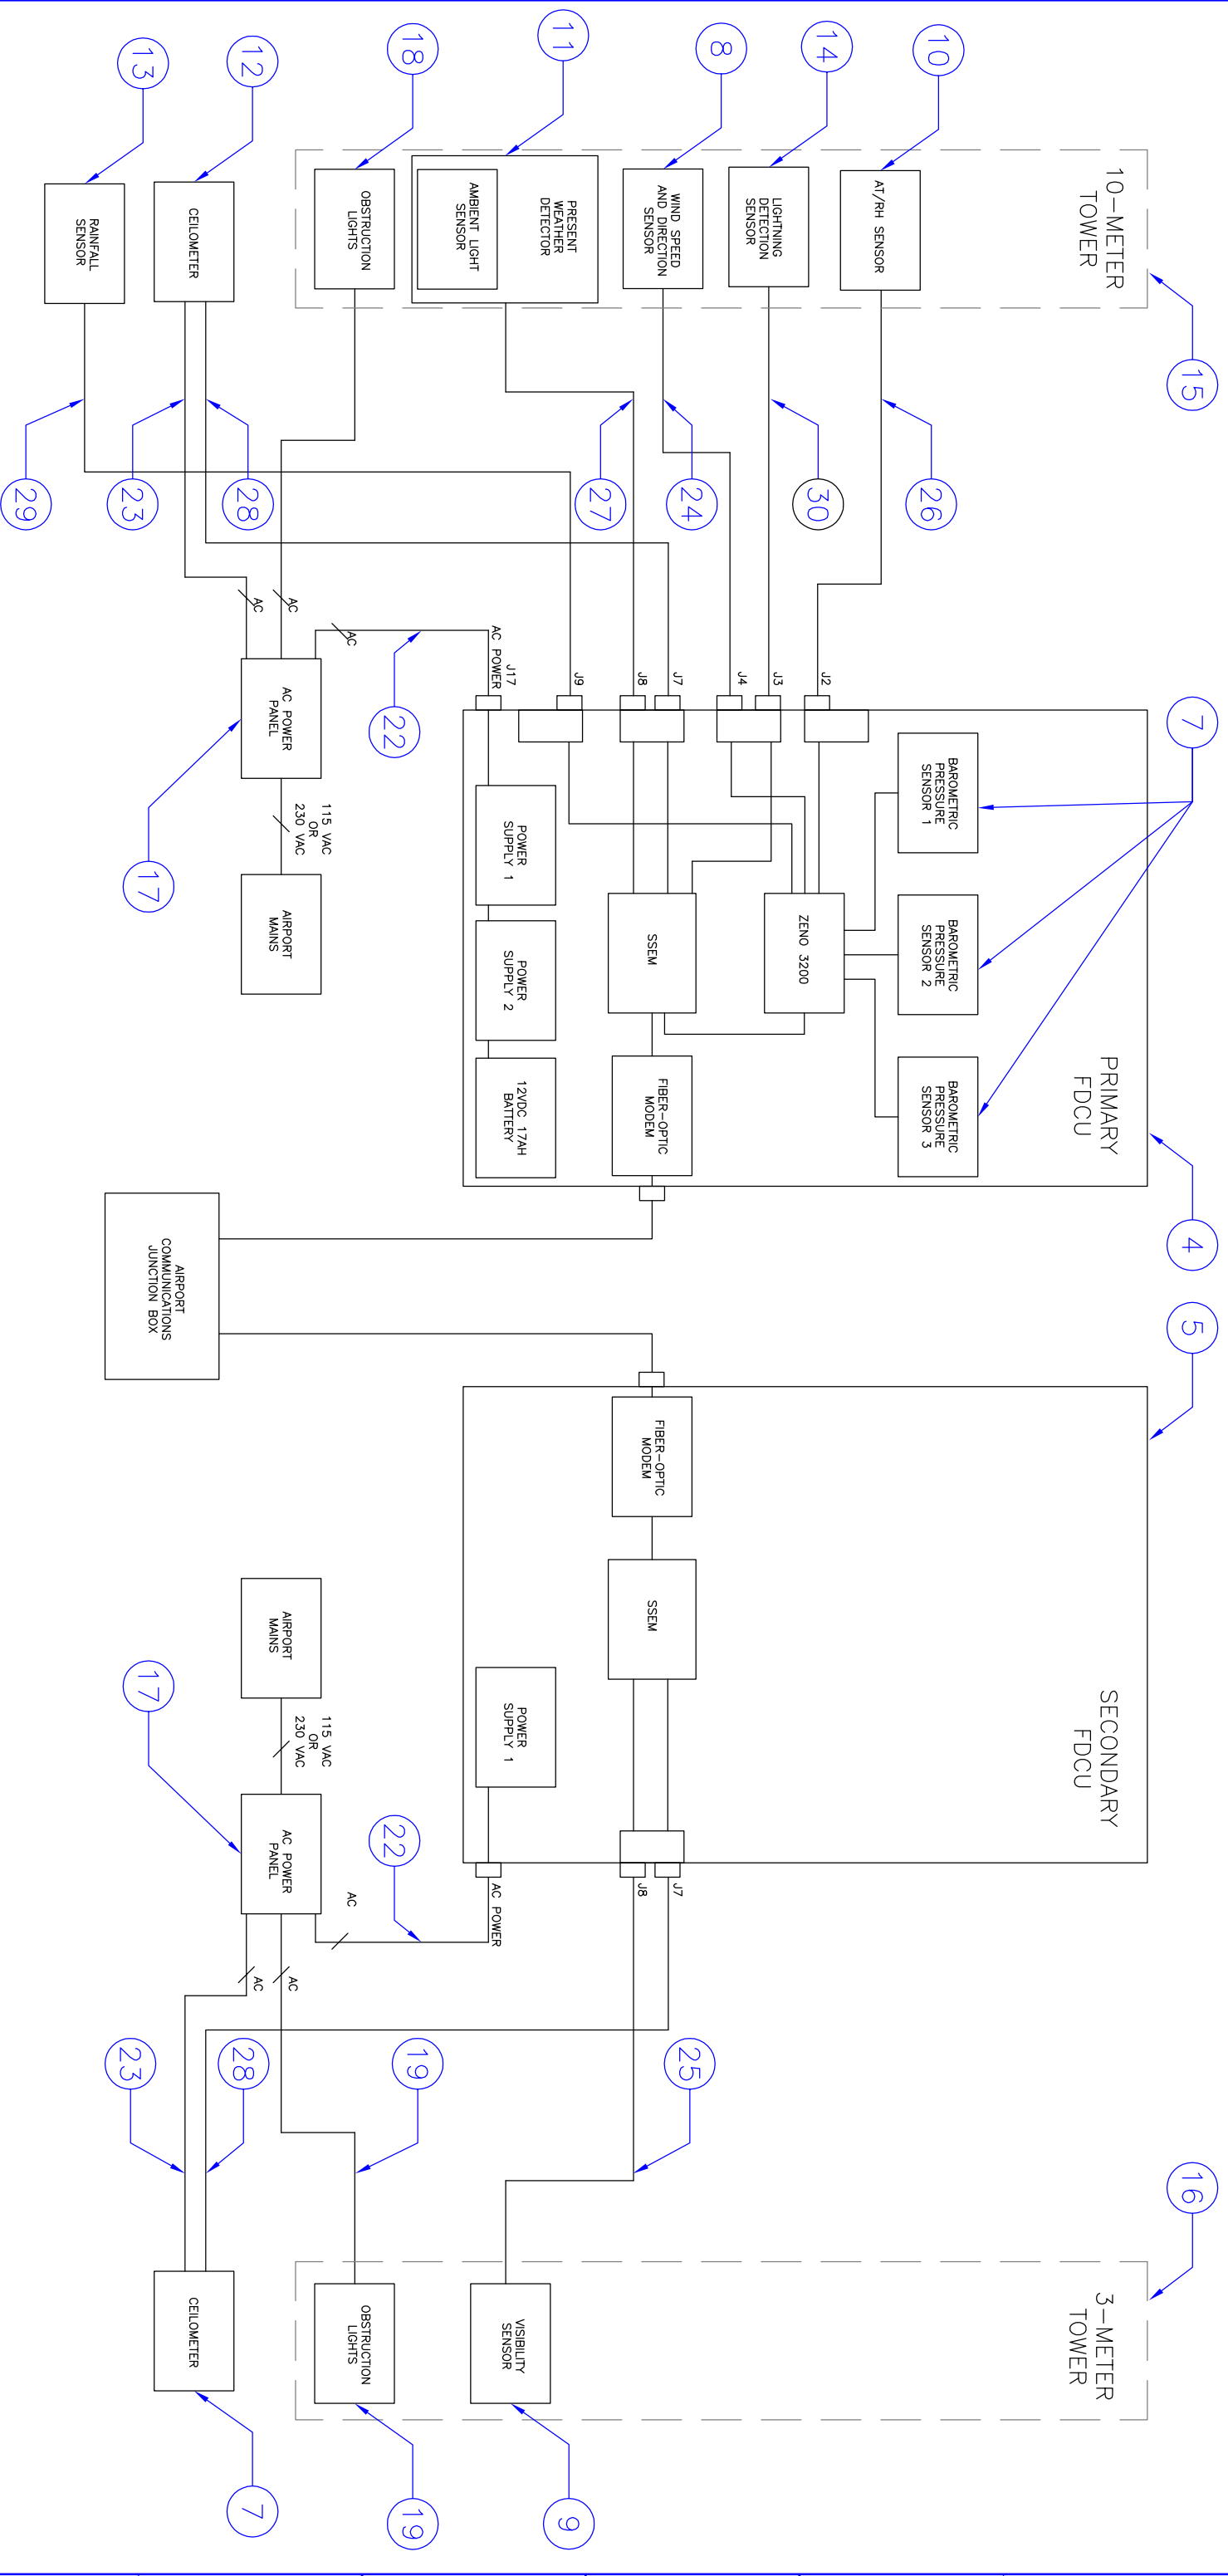 10-METER
TOWER
15
10
AT/RH SENSOR
26
J2
14
LIGHTNING
DETECTION
SENSOR
30
J3
8
WIND SPEED
AND DIRECTION
SENSOR
24
J4
11
PRESENT
WEATHER
DETECTOR
AMBIENT LIGHT
SENSOR
27
J7
J8
18
OBSTRUCTION
LIGHTS
12
CEILOMETER
28
23
13
RAINFALL
SENSOR
29
J9
J17
AC POWER
AC
AC
AC
22
AC POWER
PANEL
17
115 VAC
OR
230 VAC
AIRPORT
MAINS
PRIMARY
FDCU
4
7
BAROMETRIC
PRESSURE
SENSOR 1
BAROMETRIC
PRESSURE
SENSOR 2
BAROMETRIC
PRESSURE
SENSOR 3
ZENO 3200
SSEM
FIBER-OPTIC
MODEM
POWER
SUPPLY 1
POWER
SUPPLY 2
12VDC 17AH
BATTERY
AIRPORT
COMMUNICATIONS
JUNCTION BOX
5
SECONDARY
FDCU
FIBER-OPTIC
MODEM
SSEM
POWER
SUPPLY 1
J7
J8
AC POWER
AIRPORT
MAINS
115 VAC
OR
230 VAC
AC POWER
PANEL
17
22
AC
AC
AC
25
19
28
23
16
3-METER
TOWER
VISIBILITY
SENSOR
9
OBSTRUCTION
LIGHTS
19
CEILOMETER
7